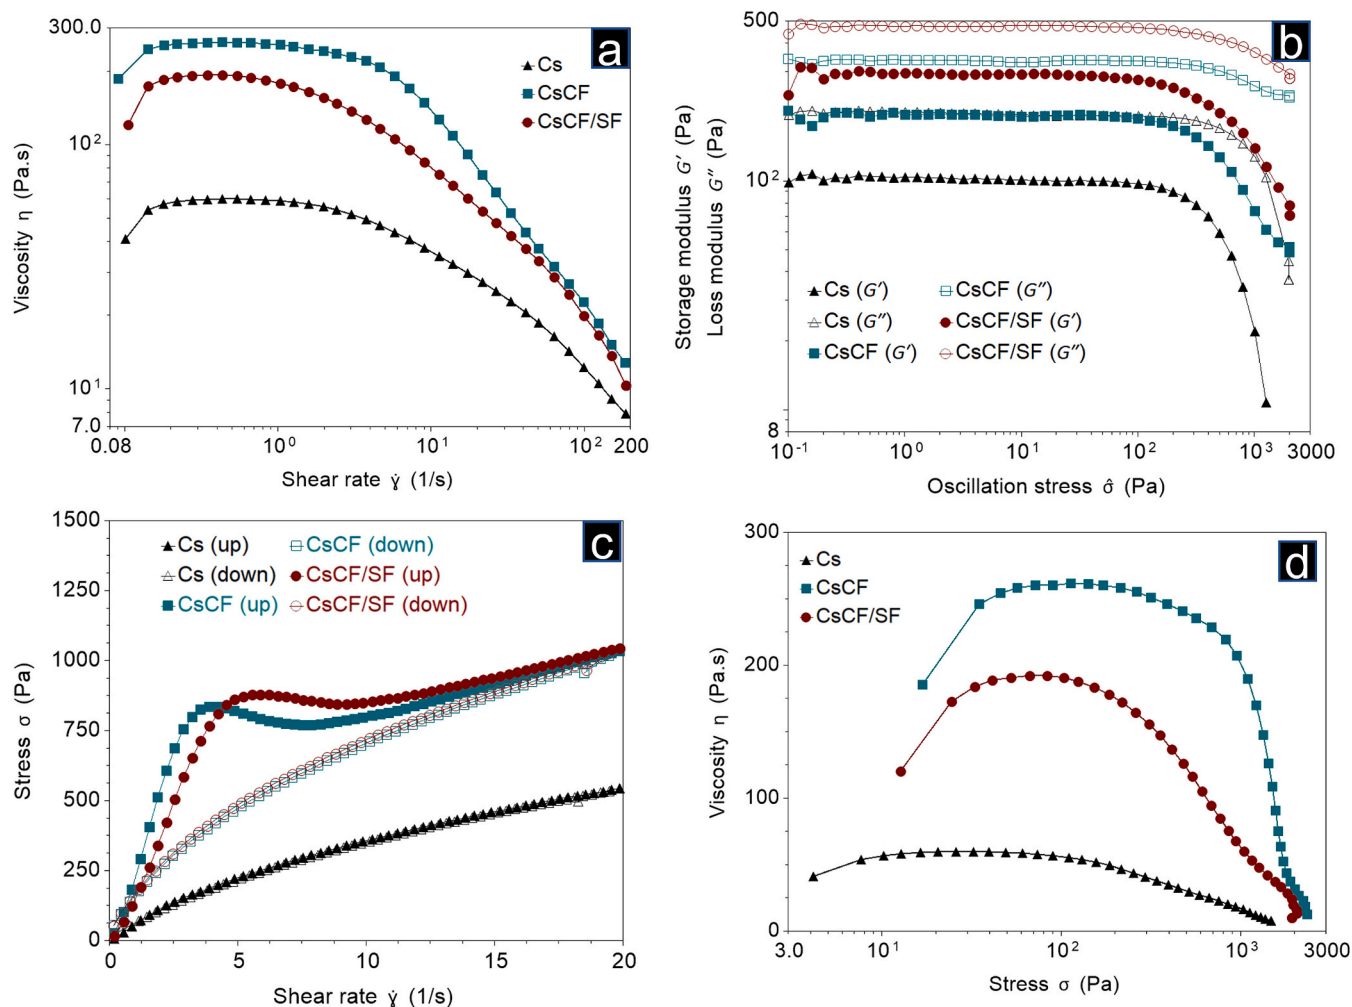 a
300.0
10²
10¹
7.0
Viscosity η (Pa.s)
Cs
CsCF
CsCF/SF
0.08
10⁰
10¹
10² 200
Shear rate γ̇ (1/s)
b
500
10²
8
Storage modulus G′ (Pa)
Loss modulus G″ (Pa)
Cs (G′)
Cs (G″)
CsCF (G′)
CsCF (G″)
CsCF/SF (G′)
CsCF/SF (G″)
10⁻¹
10⁰
10¹
10²
10³ 3000
Oscillation stress σ̂ (Pa)
c
1500
1250
1000
750
500
250
0
Stress σ (Pa)
Cs (up)
Cs (down)
CsCF (up)
CsCF (down)
CsCF/SF (up)
CsCF/SF (down)
0
5
10
15
20
Shear rate γ̇ (1/s)
d
300
200
100
0
Viscosity η (Pa.s)
Cs
CsCF
CsCF/SF
3.0
10¹
10²
10³
3000
Stress σ (Pa)